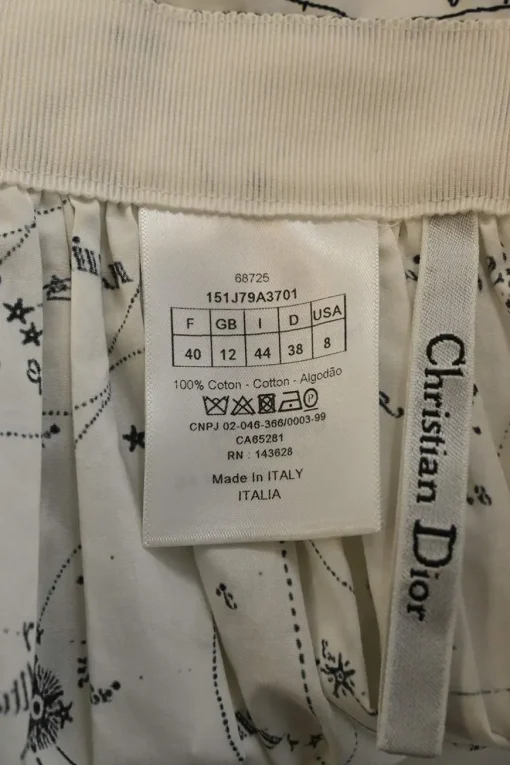 68725
151J79A3701
F GB I D USA
40 12 44 38 8
100% Coton - Cotton - Algodão
P
CNPJ 02-046-366/0003-99
CA65281
RN : 143628
Made In ITALY
ITALIA
Christian Dior